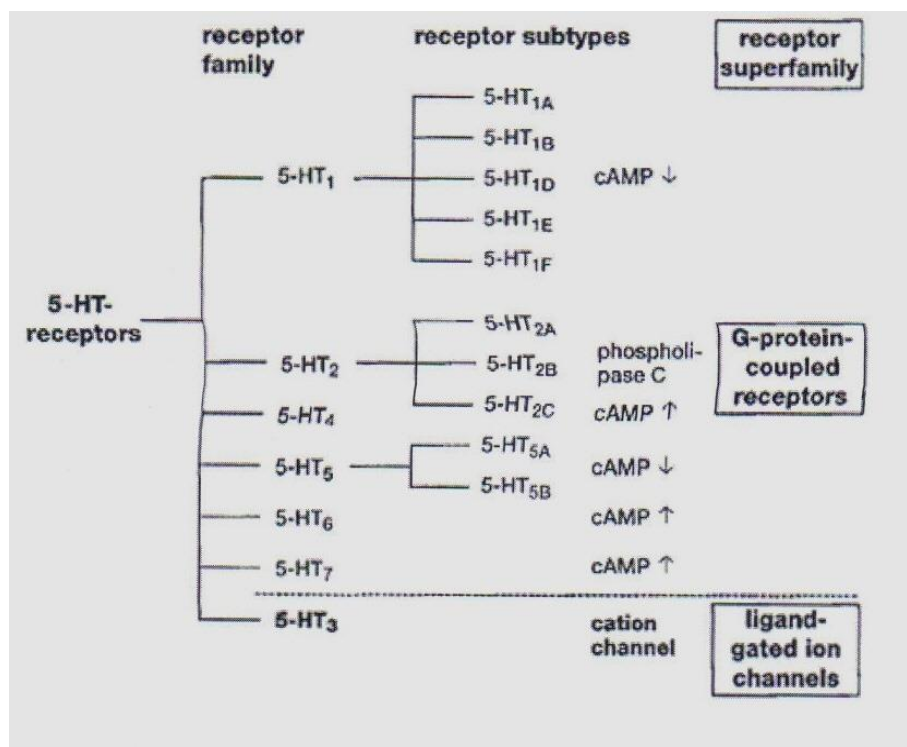 receptor family
receptor subtypes
receptor superfamily
5-HT1A
5-HT1B
5-HT1
5-HT1D
cAMP ↓
5-HT1E
5-HT1F
5-HT-
receptors
5-HT2A
5-HT2
5-HT2B
phospholi-
pase C
G-protein-
coupled
receptors
5-HT2C
5-HT4
cAMP ↑
5-HT5A
5-HT5
cAMP ↓
5-HT5B
5-HT6
cAMP ↑
5-HT7
cAMP ↑
5-HT3
cation
channel
ligand-
gated ion
channels